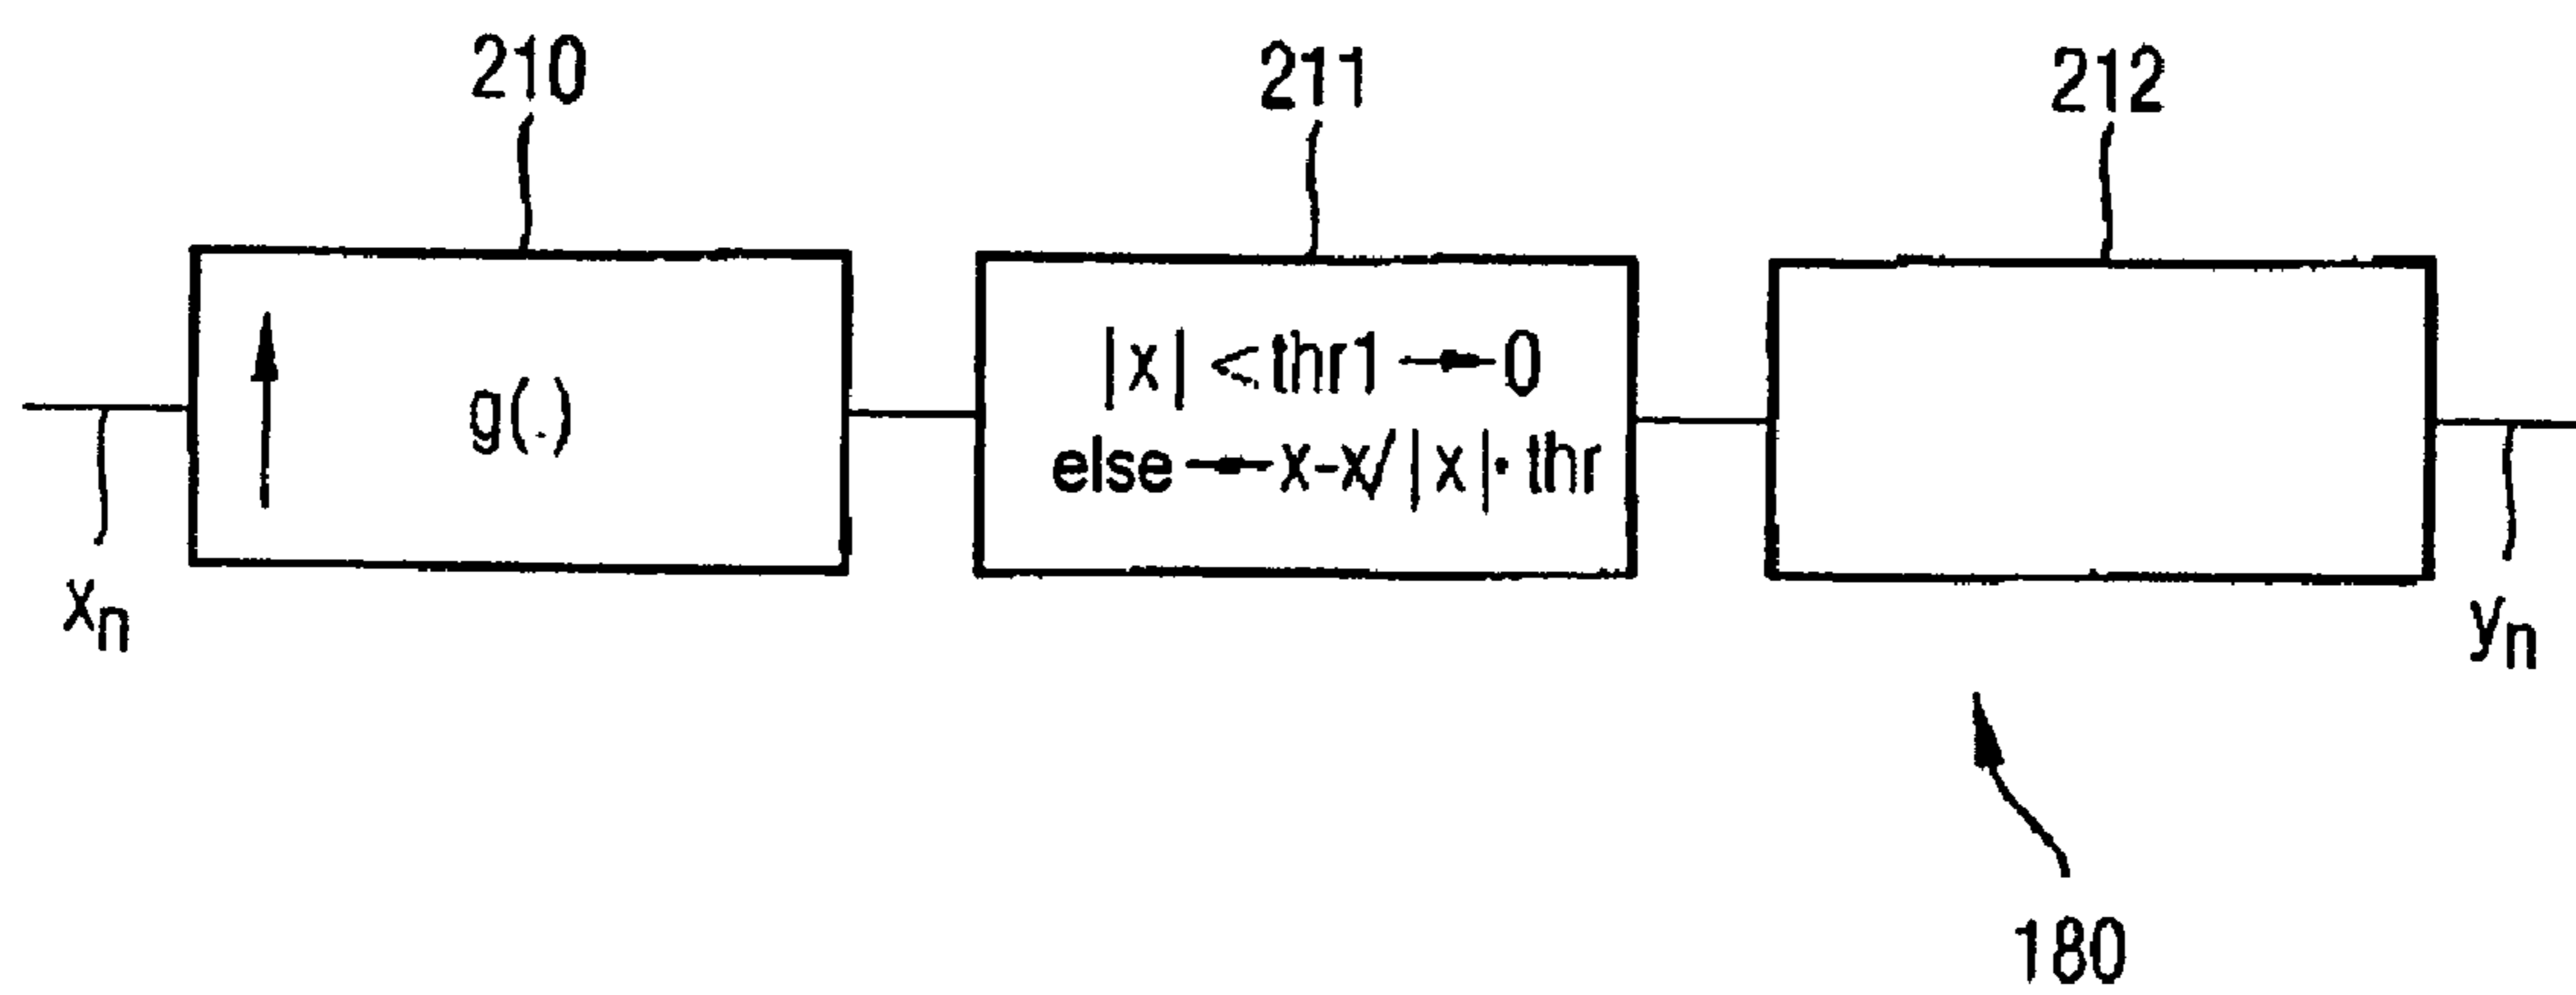 210
211
212
g(.)
|x| < thr1 → 0
else → x-x/|x|· thr
xn
yn
180